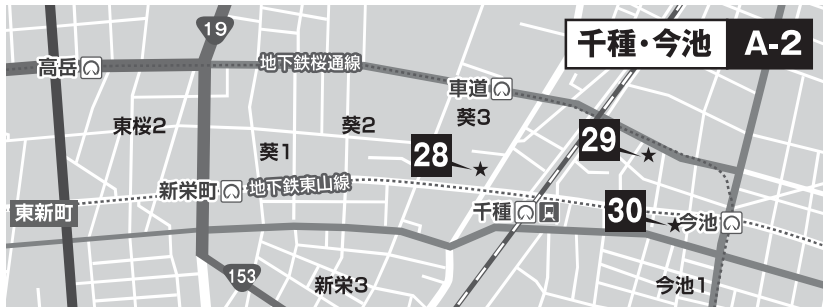 19
千種・今池 A-2
高岳
地下鉄桜通線
車道
東桜2
葵1
葵2
葵3
28
29
新栄町
地下鉄東山線
東新町
千種
30
今池
153
新栄3
今池1